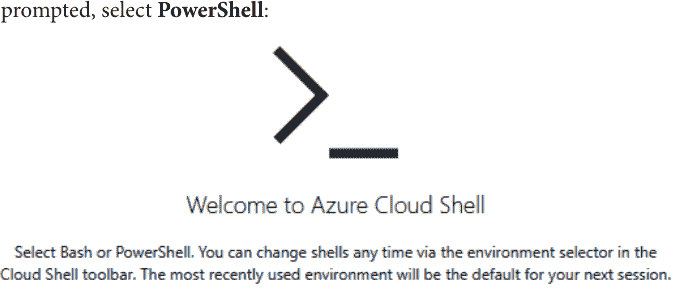 prompted, select PowerShell:
Welcome to Azure Cloud Shell
Select Bash or PowerShell. You can change shells any time via the environment selector in the
Cloud Shell toolbar. The most recently used environment will be the default for your next session.